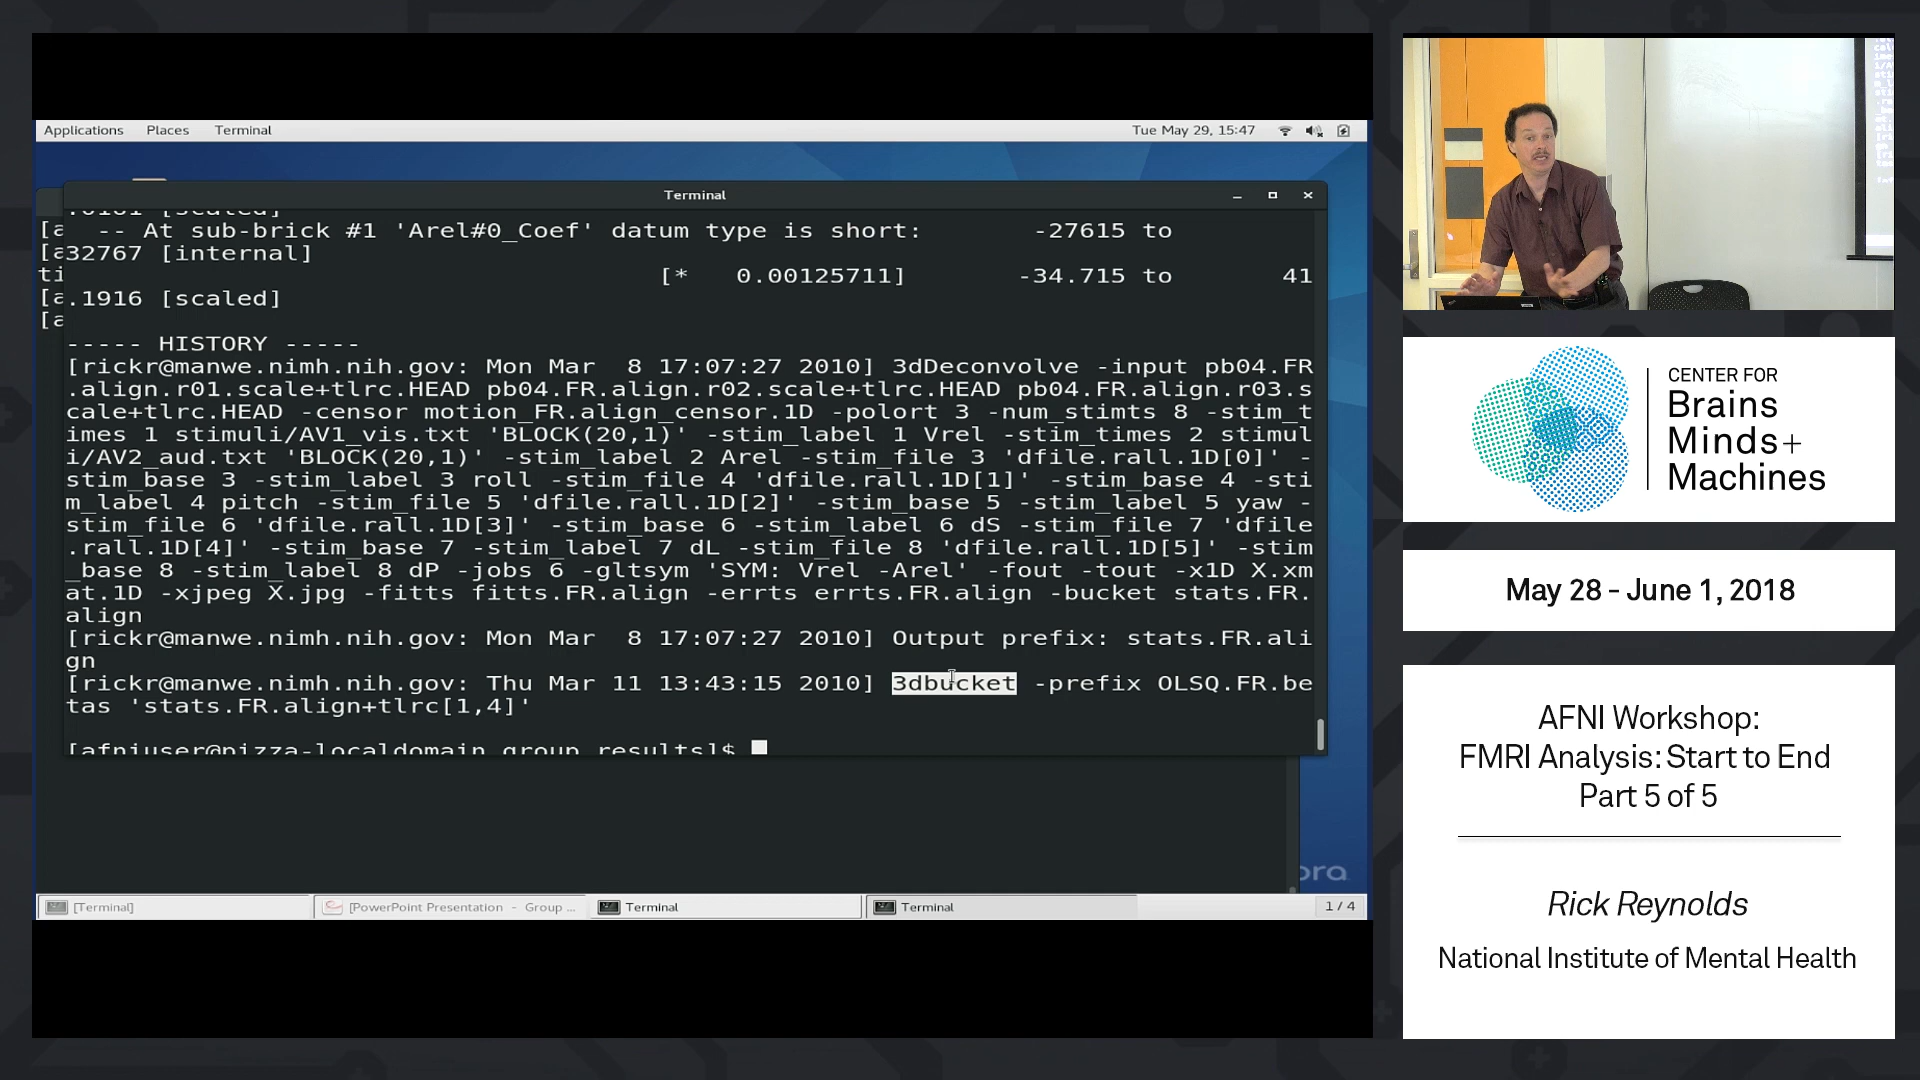 Applications Places Terminal
Tue May 29, 15:47
Terminal
[scaled]
[a -- At sub-brick #1 'Arel#0_Coef' datum type is short: -27615 to
[a32767 [internal]
ti [* 0.00125711] -34.715 to 41
[a.1916 [scaled]
[a
----- HISTORY -----
[rickr@manwe.nimh.nih.gov: Mon Mar  8 17:07:27 2010] 3dDeconvolve -input pb04.FR
.align.r01.scale+tlrc.HEAD pb04.FR.align.r02.scale+tlrc.HEAD pb04.FR.align.r03.s
cale+tlrc.HEAD -censor motion_FR.align_censor.1D -polort 3 -num_stimts 8 -stim_t
imes 1 stimuli/AV1_vis.txt 'BLOCK(20,1)' -stim_label 1 Vrel -stim_times 2 stimul
i/AV2_aud.txt 'BLOCK(20,1)' -stim_label 2 Arel -stim_file 3 'dfile.rall.1D[0]' -
stim_base 3 -stim_label 3 roll -stim_file 4 'dfile.rall.1D[1]' -stim_base 4 -sti
m_label 4 pitch -stim_file 5 'dfile.rall.1D[2]' -stim_base 5 -stim_label 5 yaw -
stim_file 6 'dfile.rall.1D[3]' -stim_base 6 -stim_label 6 dS -stim_file 7 'dfile
.rall.1D[4]' -stim_base 7 -stim_label 7 dL -stim_file 8 'dfile.rall.1D[5]' -stim
_base 8 -stim_label 8 dP -jobs 6 -gltsym 'SYM: Vrel -Arel' -fout -tout -x1D X.xm
at.1D -xjpeg X.jpg -fitts fitts.FR.align -errts errts.FR.align -bucket stats.FR.
align
[rickr@manwe.nimh.nih.gov: Mon Mar  8 17:07:27 2010] Output prefix: stats.FR.ali
gn
[rickr@manwe.nimh.nih.gov: Thu Mar 11 13:43:15 2010] 3dbucket -prefix OLSQ.FR.be
tas 'stats.FR.align+tlrc[1,4]'
[afniuser@pizza-localdomain group_results]$
ora
[Terminal]
[PowerPoint Presentation - Group ...
Terminal
Terminal
1 / 4
CENTER FOR
Brains
Minds+
Machines
May 28 - June 1, 2018
AFNI Workshop:
FMRI Analysis: Start to End
Part 5 of 5
Rick Reynolds
National Institute of Mental Health